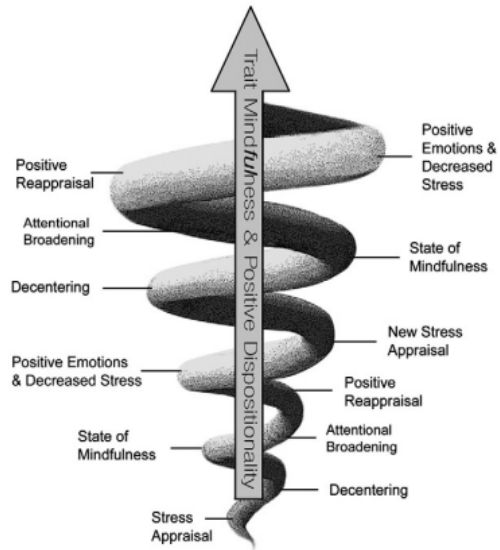 Trait Mindfulness & Positive Dispositionality
Positive
Emotions &
Decreased
Stress
Positive
Reappraisal
Attentional
Broadening
State of
Mindfulness
Decentering
New Stress
Appraisal
Positive Emotions
& Decreased Stress
Positive
Reappraisal
Attentional
Broadening
State of
Mindfulness
Decentering
Stress
Appraisal